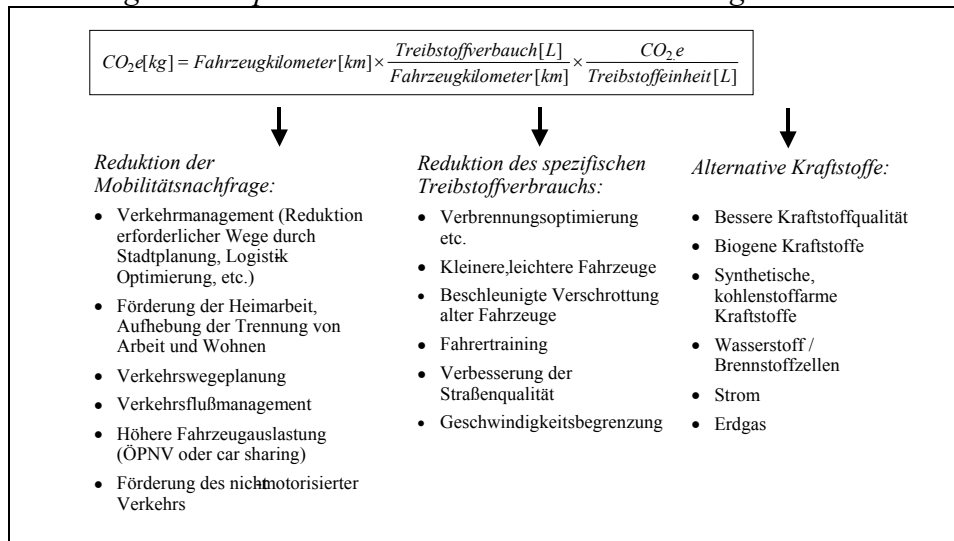 CO₂e[kg] = Fahrzeugkilometer [km] × Treibstoffverbauch[L] / Fahrzeugkilometer [km] × CO₂e / Treibstoffeinheit [L]
Reduktion der
Mobilitätsnachfrage:
• Verkehrmanagement (Reduktion
erforderlicher Wege durch
Stadtplanung, Logistik-
Optimierung, etc.)
• Förderung der Heimarbeit,
Aufhebung der Trennung von
Arbeit und Wohnen
• Verkehrswegeplanung
• Verkehrsflußmanagement
• Höhere Fahrzeugauslastung
(ÖPNV oder car sharing)
• Förderung des nicht-motorisierter
Verkehrs
Reduktion des spezifischen
Treibstoffverbrauchs:
• Verbrennungsoptimierung
etc.
• Kleinere,leichtere Fahrzeuge
• Beschleunigte Verschrottung
alter Fahrzeuge
• Fahrertraining
• Verbesserung der
Straßenqualität
• Geschwindigkeitsbegrenzung
Alternative Kraftstoffe:
• Bessere Kraftstoffqualität
• Biogene Kraftstoffe
• Synthetische,
kohlenstoffarme
Kraftstoffe
• Wasserstoff /
Brennstoffzellen
• Strom
• Erdgas